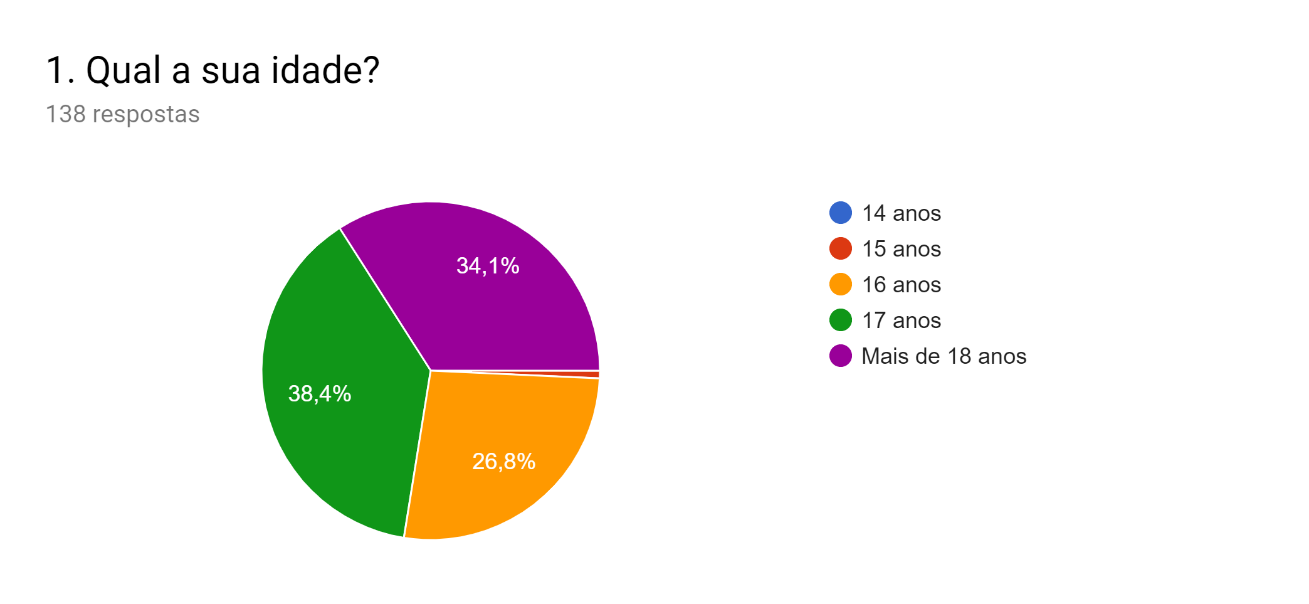 1. Qual a sua idade?
138 respostas
34,1%
38,4%
26,8%
14 anos
15 anos
16 anos
17 anos
Mais de 18 anos